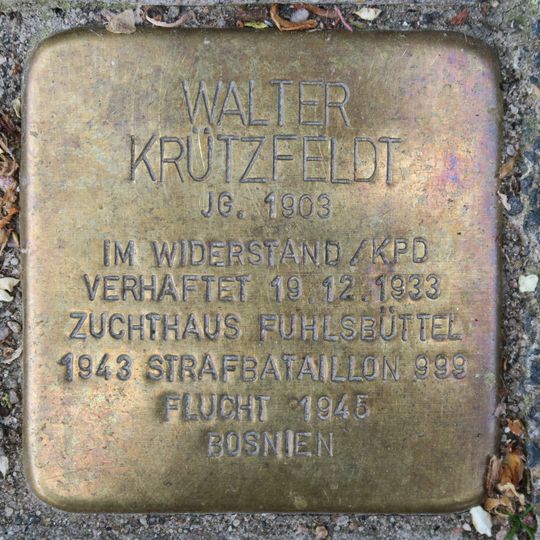 WALTER
KRÜTZFELDT
JG. 1903
IM WIDERSTAND/KPD
VERHAFTET 19.12.1933
ZUCHTHAUS FUHLSBÜTTEL
1943 STRAFBATAILLON 999
FLUCHT 1945
BOSNIEN